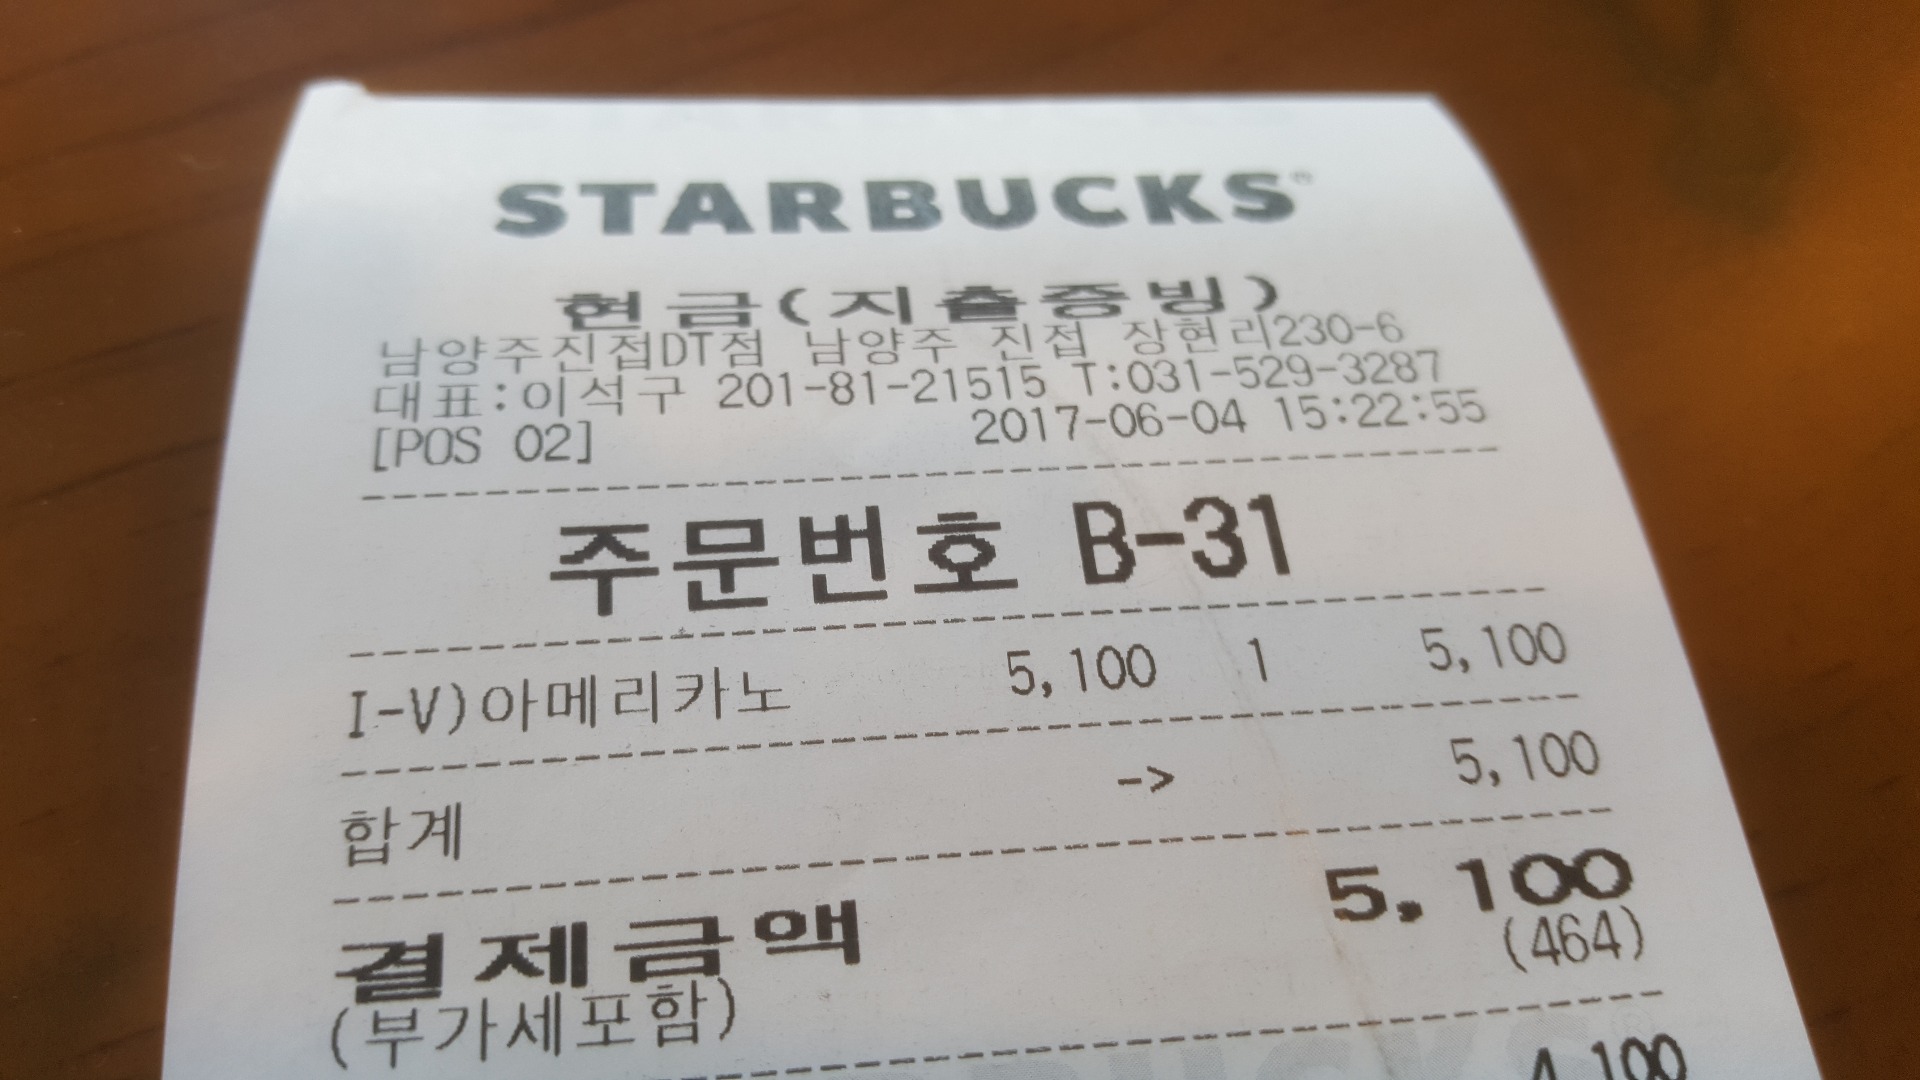 STARBUCKS
현금(지출증빙)
남양주진접DT점 남양주 진접 장현리230-6
대표:이석구 201-81-21515 T:031-529-3287
[POS 02] 2017-06-04 15:22:55
주문번호 B-31
I-V)아메리카노 5,100 1 5,100
합계 -> 5,100
결제금액 5,100
(부가세포함) (464)
4,100